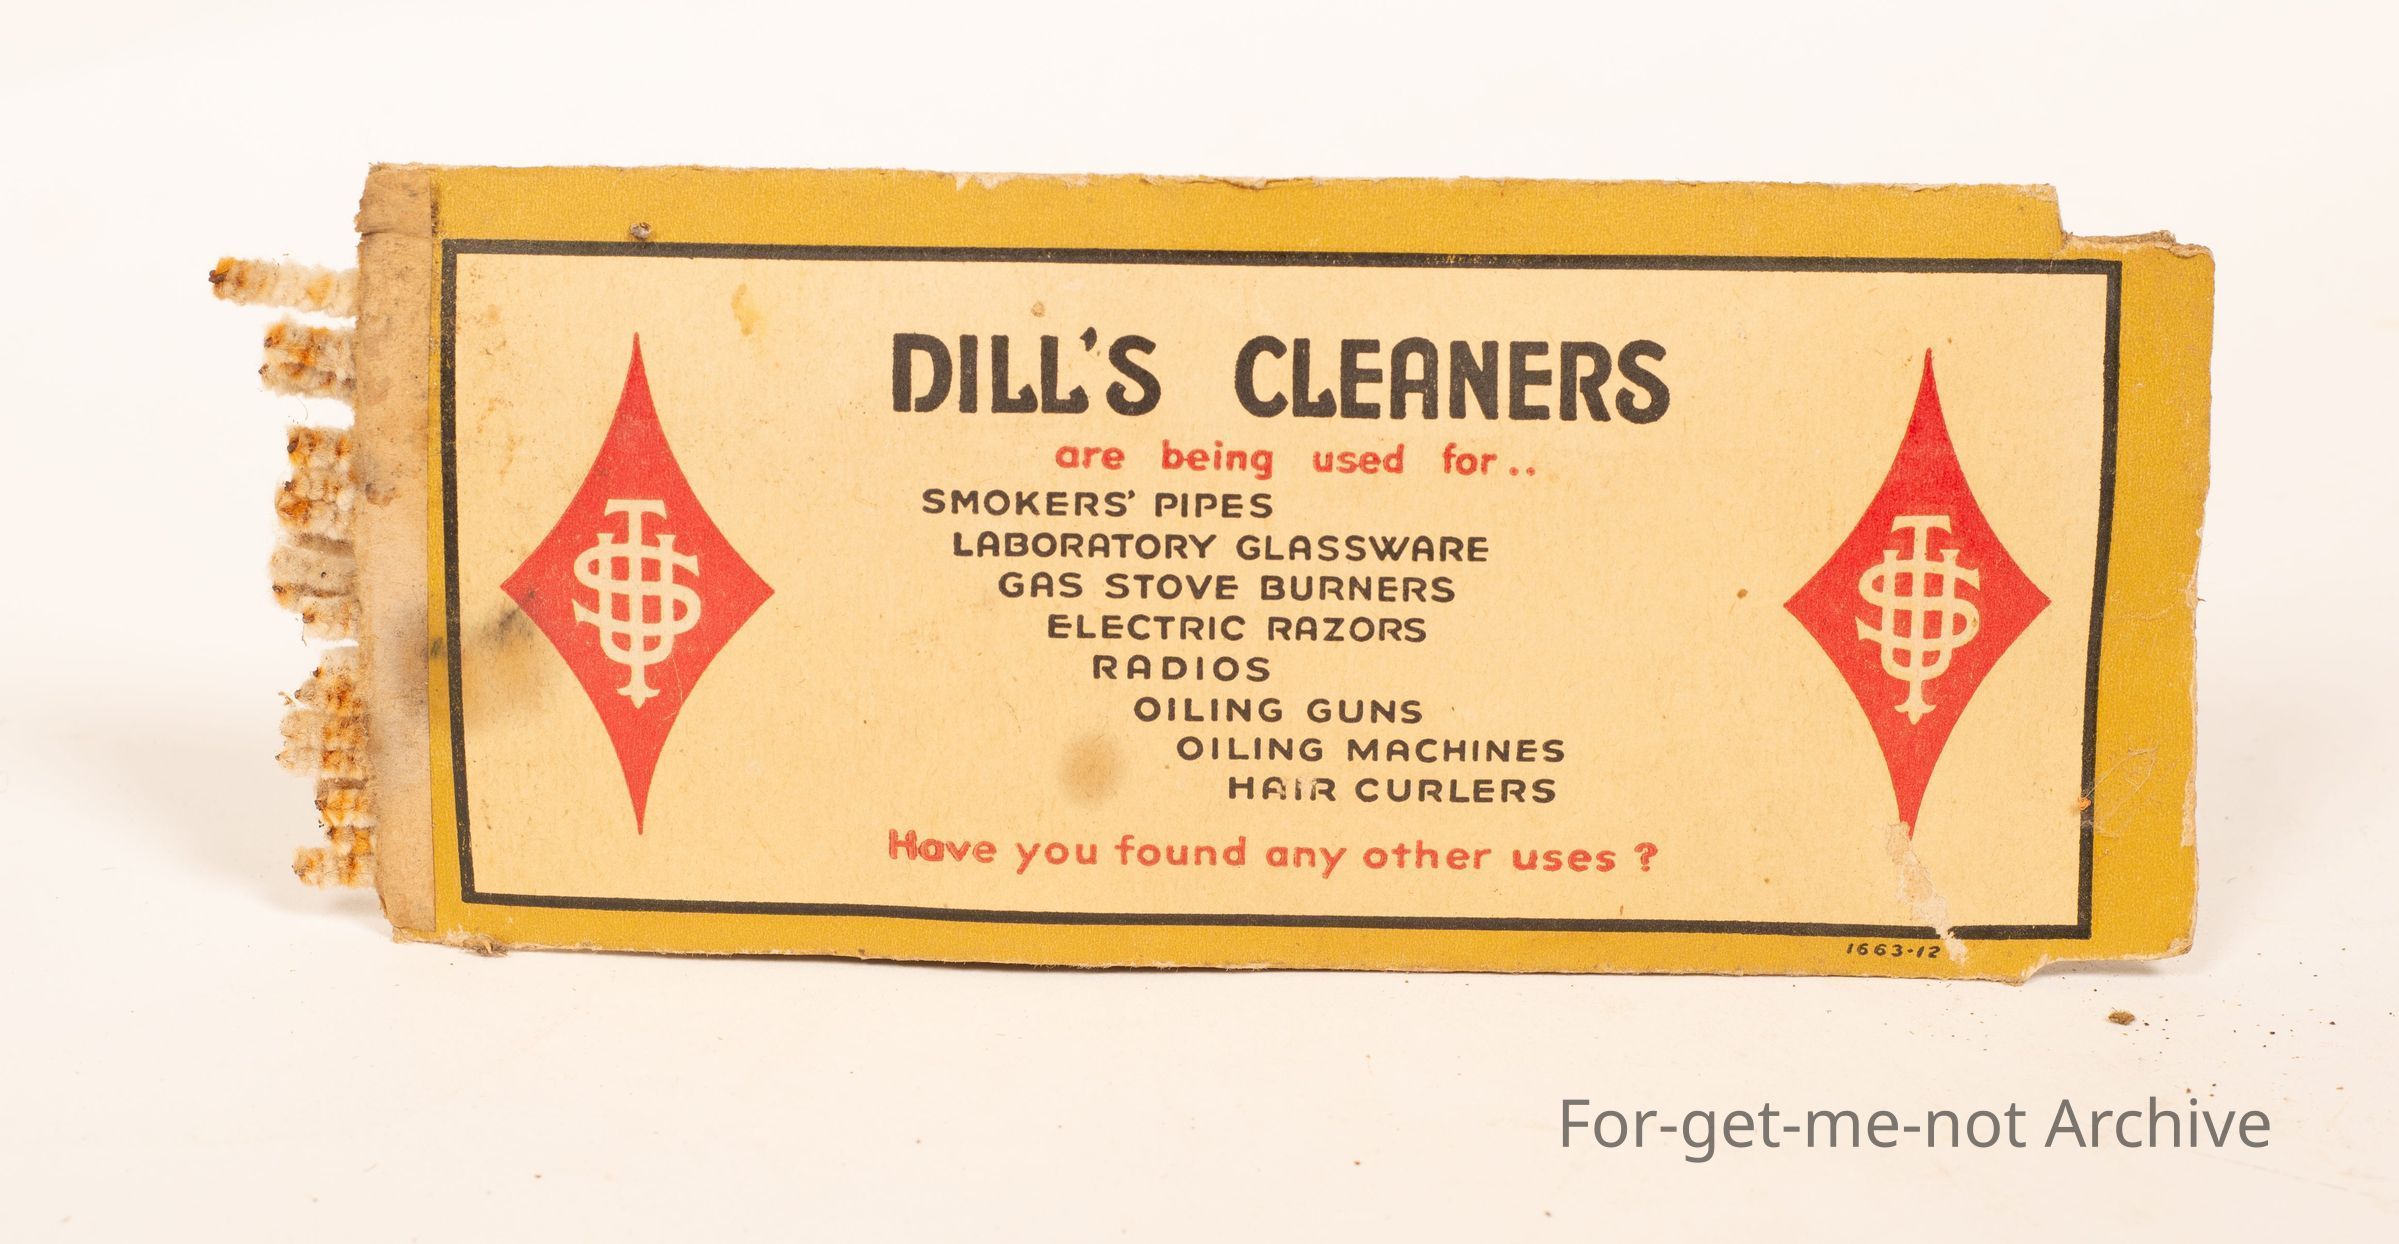 DILL'S CLEANERS
are being used for..
SMOKERS' PIPES
LABORATORY GLASSWARE
GAS STOVE BURNERS
ELECTRIC RAZORS
RADIOS
OILING GUNS
OILING MACHINES
HAIR CURLERS
Have you found any other uses ?
1663-12
For-get-me-not Archive